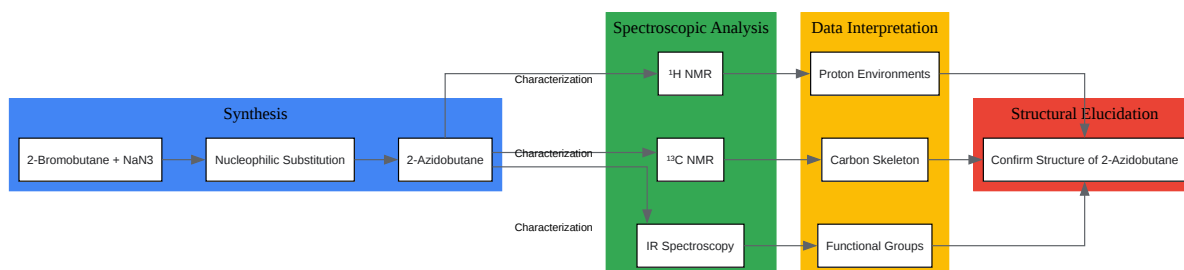 Spectroscopic Analysis
Data Interpretation
¹H NMR
Proton Environments
Characterization
Synthesis
Structural Elucidation
2-Bromobutane + NaN3
Nucleophilic Substitution
2-Azidobutane
Characterization
¹³C NMR
Carbon Skeleton
Confirm Structure of 2-Azidobutane
Characterization
IR Spectroscopy
Functional Groups